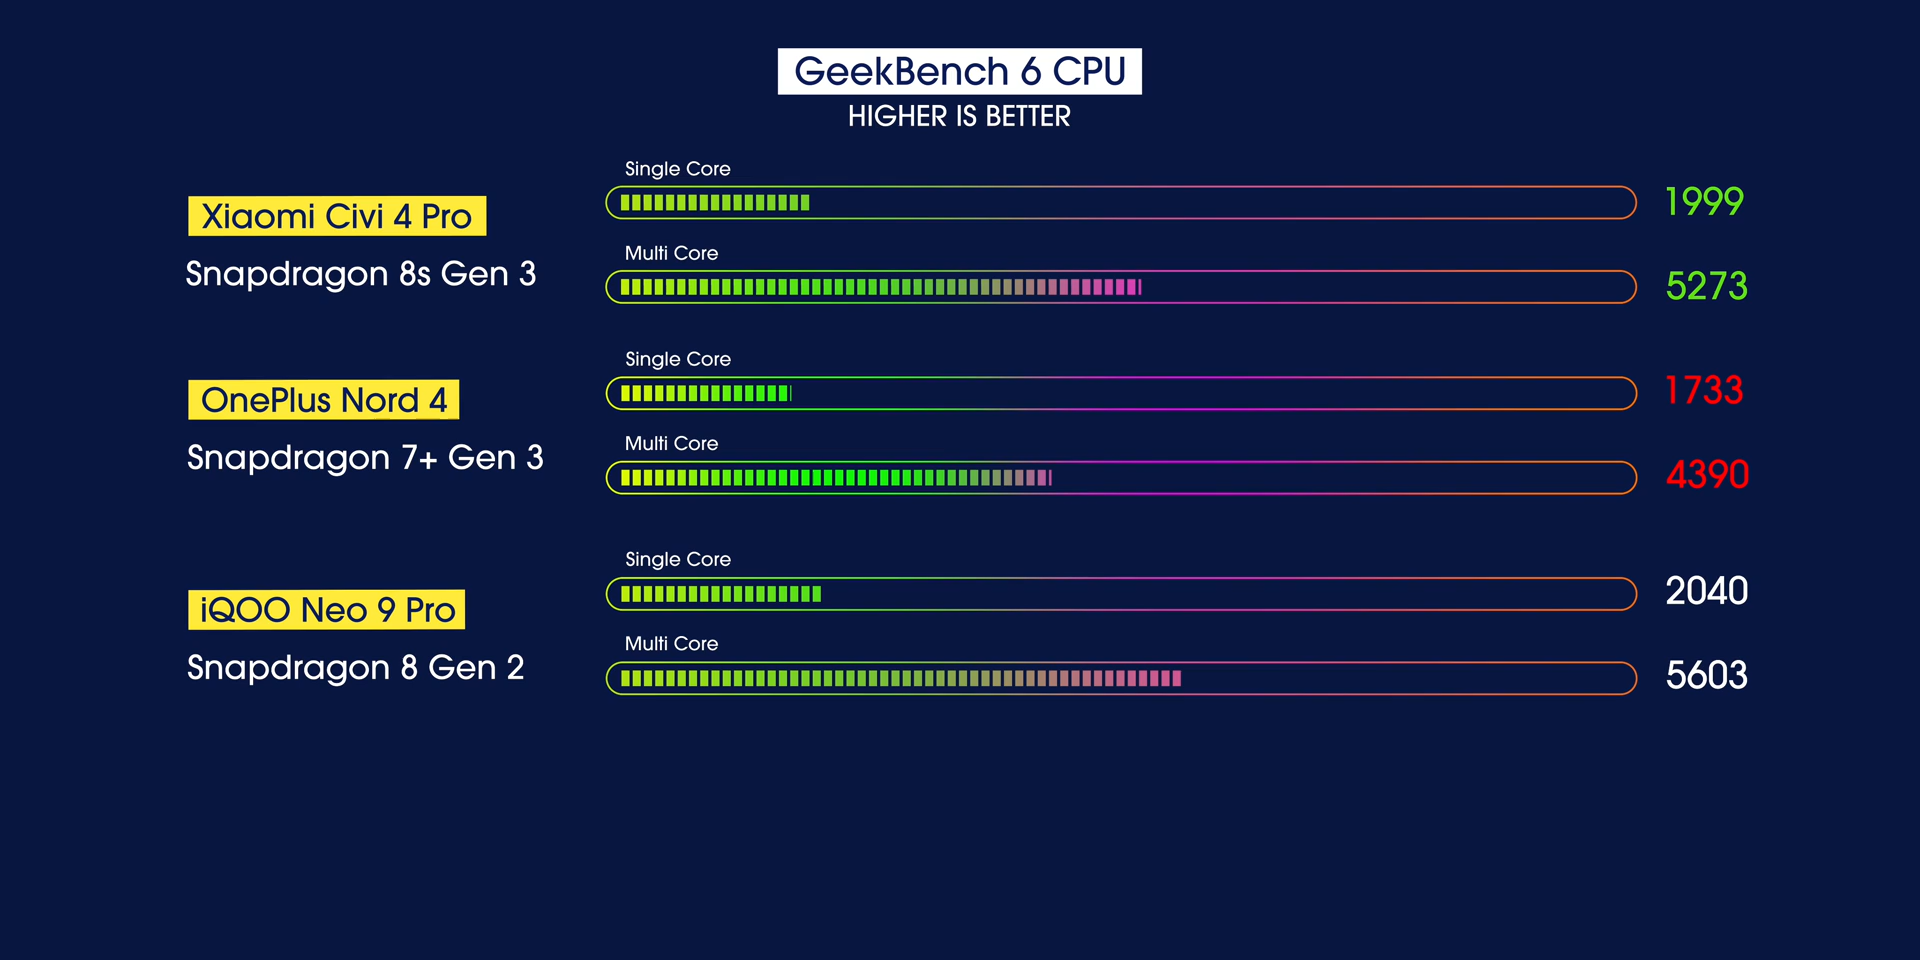 GeekBench 6 CPU
HIGHER IS BETTER
Xiaomi Civi 4 Pro
Snapdragon 8s Gen 3
Single Core
1999
Multi Core
5273
OnePlus Nord 4
Snapdragon 7+ Gen 3
Single Core
1733
Multi Core
4390
iQOO Neo 9 Pro
Snapdragon 8 Gen 2
Single Core
2040
Multi Core
5603